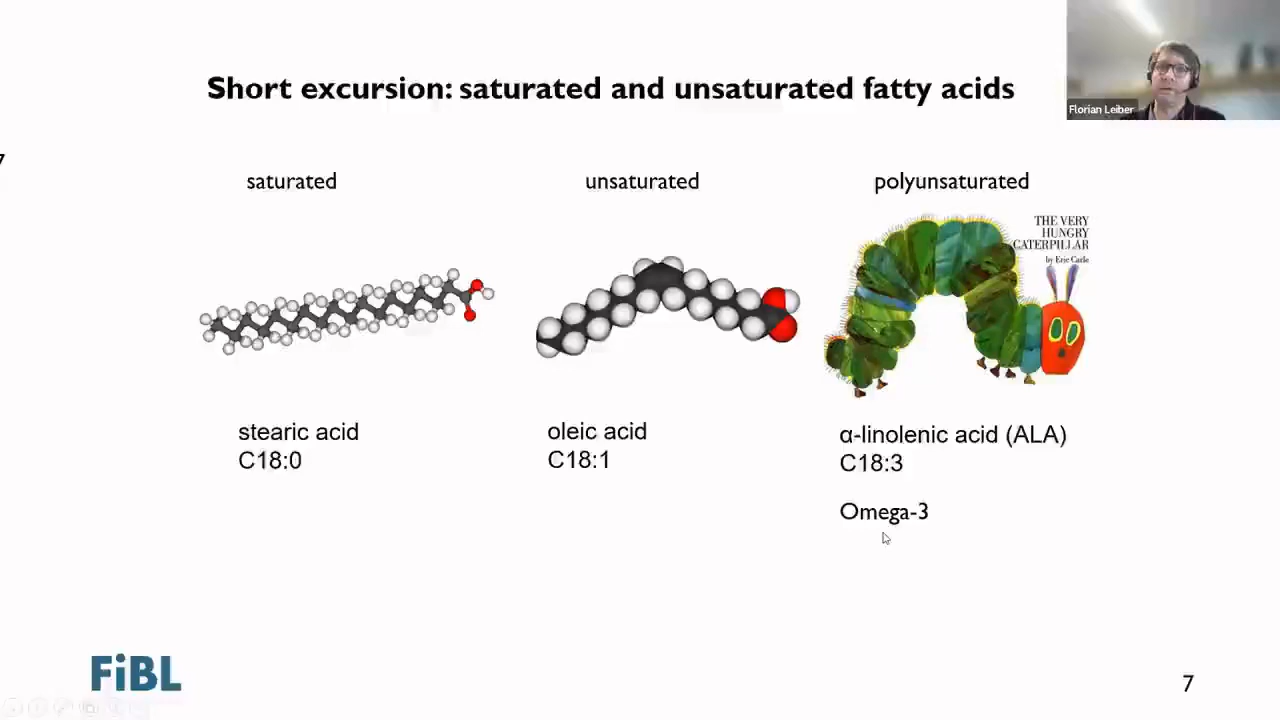 Short excursion: saturated and unsaturated fatty acids
Florian Leiber
7
saturated
unsaturated
polyunsaturated
THE VERY
HUNGRY
CATERPILLAR
by Eric Carle
stearic acid
C18:0
oleic acid
C18:1
α-linolenic acid (ALA)
C18:3
Omega-3
FiBL
7